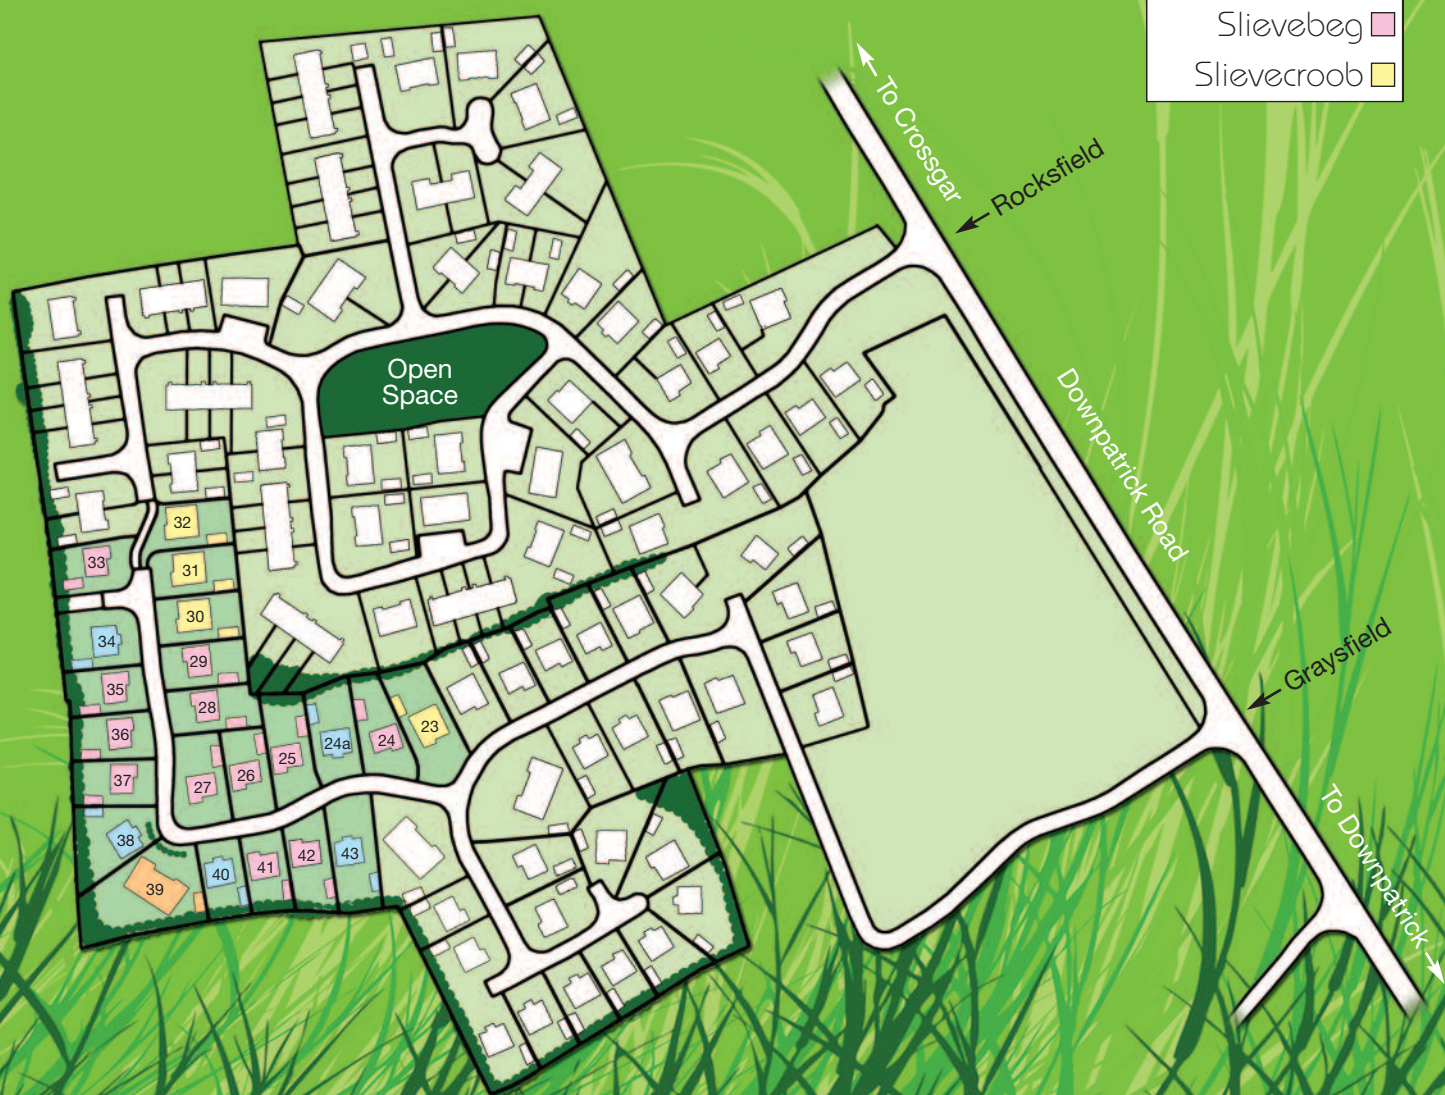 Slievebeg
Slievecroob
To Crossgar
Rocksfield
Open
Space
Downpatrick Road
Graysfield
To Downpatrick
32
33
31
30
34
29
35
28
36
37
27
26
25
24a
24
23
38
39
40
41
42
43